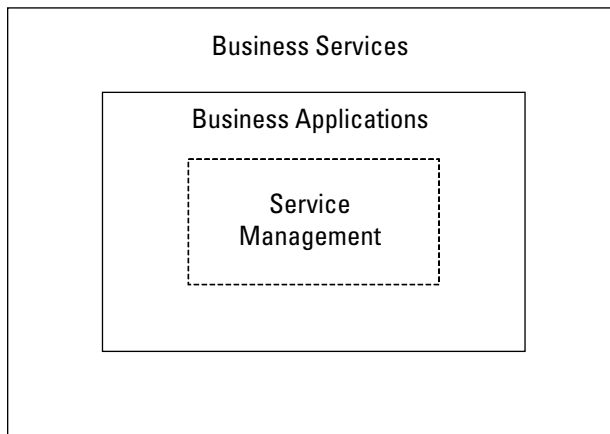 Business Services
Business Applications
Service
Management